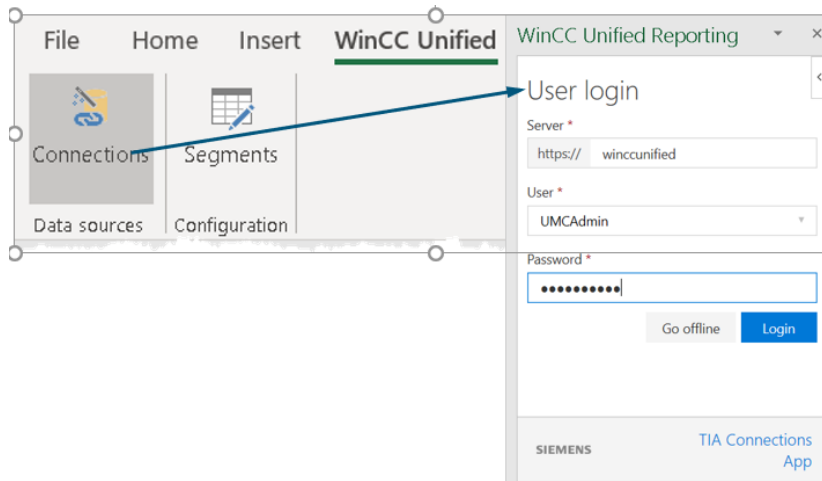 File Home Insert WinCC Unified
Connections Segments
Data sources Configuration
WinCC Unified Reporting
User login
Server *
https:// winccunified
User *
UMCAdmin
Password *
••••••••••
Go offline Login
SIEMENS
TIA Connections
App